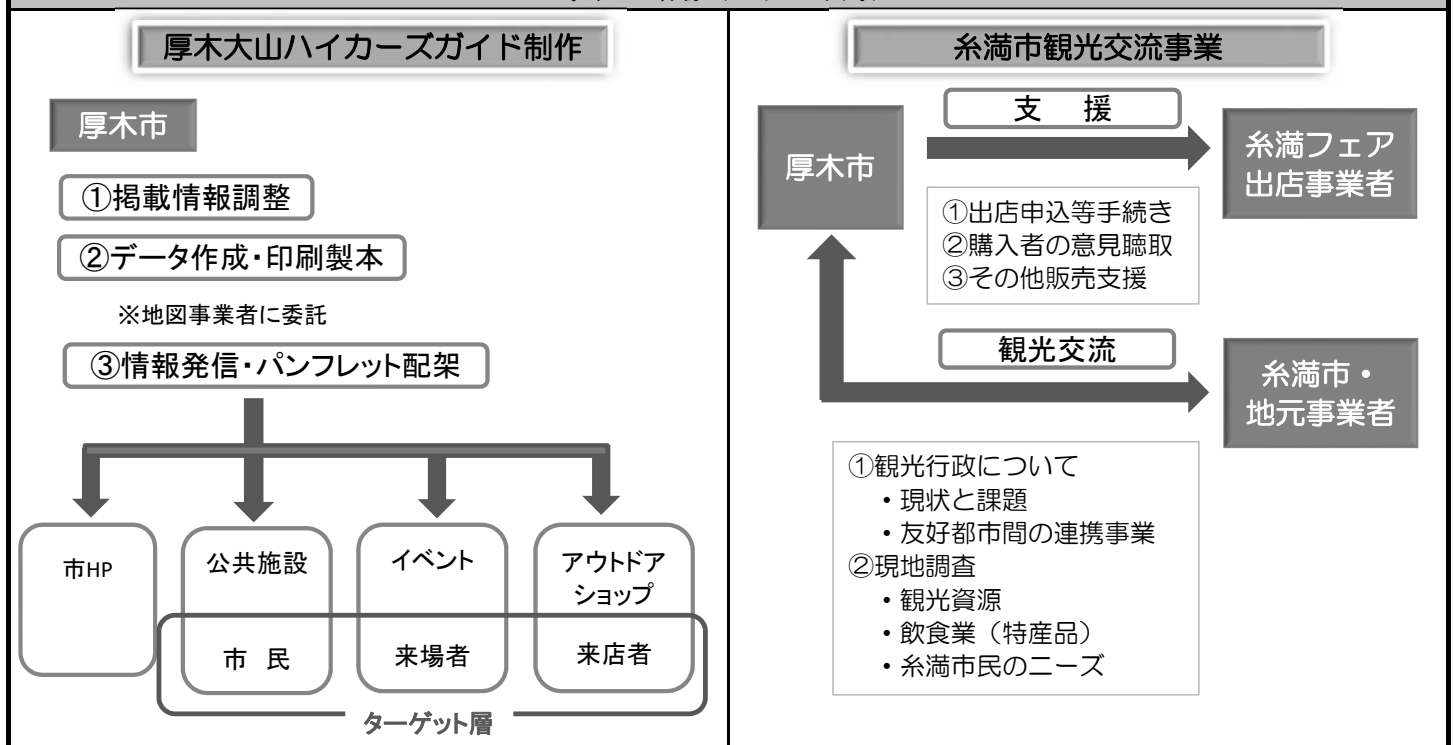 厚木大山ハイカーズガイド制作
厚木市
①掲載情報調整
②データ作成・印刷製本
※地図事業者に委託
③情報発信・パンフレット配架
市HP
公共施設
イベント
アウトドア
ショップ
市 民
来場者
来店者
ターゲット層
糸満市観光交流事業
厚木市
支 援
糸満フェア
出店事業者
①出店申込等手続き
②購入者の意見聴取
③その他販売支援
観光交流
糸満市・
地元事業者
①観光行政について
・現状と課題
・友好都市間の連携事業
②現地調査
・観光資源
・飲食業（特産品）
・糸満市民のニーズ